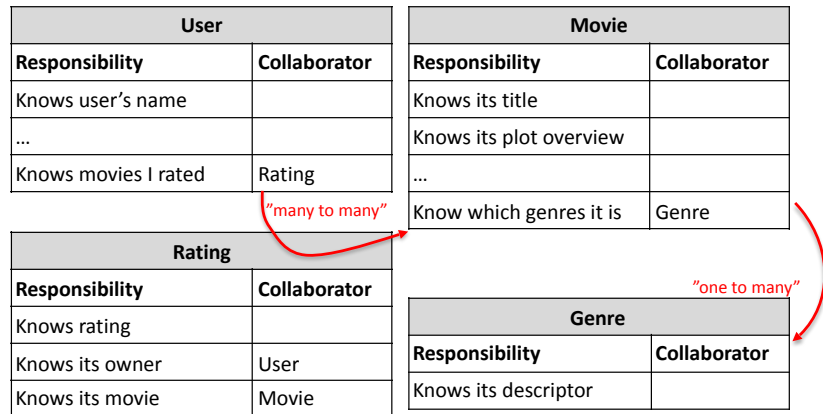 User
Responsibility Collaborator
Knows user's name
...
Knows movies I rated Rating
"many to many"
Movie
Responsibility Collaborator
Knows its title
Knows its plot overview
...
Know which genres it is Genre
"one to many"
Rating
Responsibility Collaborator
Knows rating
Knows its owner User
Knows its movie Movie
Genre
Responsibility Collaborator
Knows its descriptor